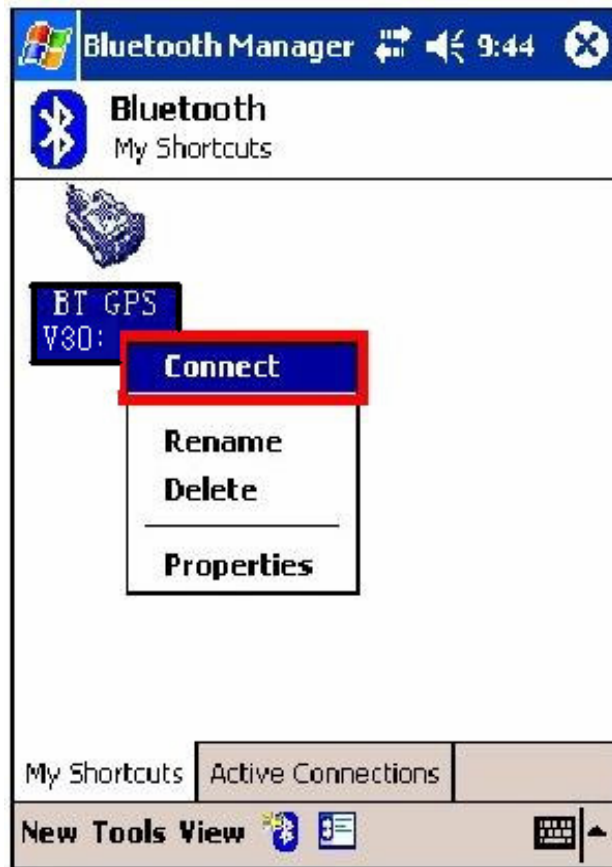 Bluetooth Manager 9:44
Bluetooth
My Shortcuts
BT GPS
V30:
Connect
Rename
Delete
Properties
My Shortcuts Active Connections
New Tools View